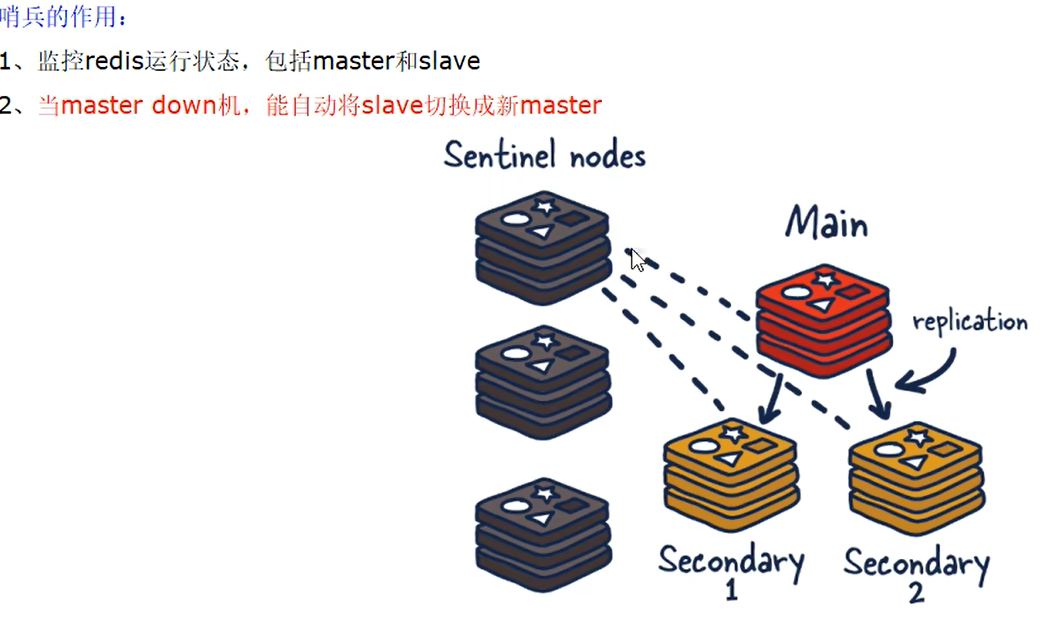 哨兵的作用：
1、监控redis运行状态，包括master和slave
2、当master down机，能自动将slave切换成新master
Sentinel nodes
Main
replication
Secondary
1
Secondary
2